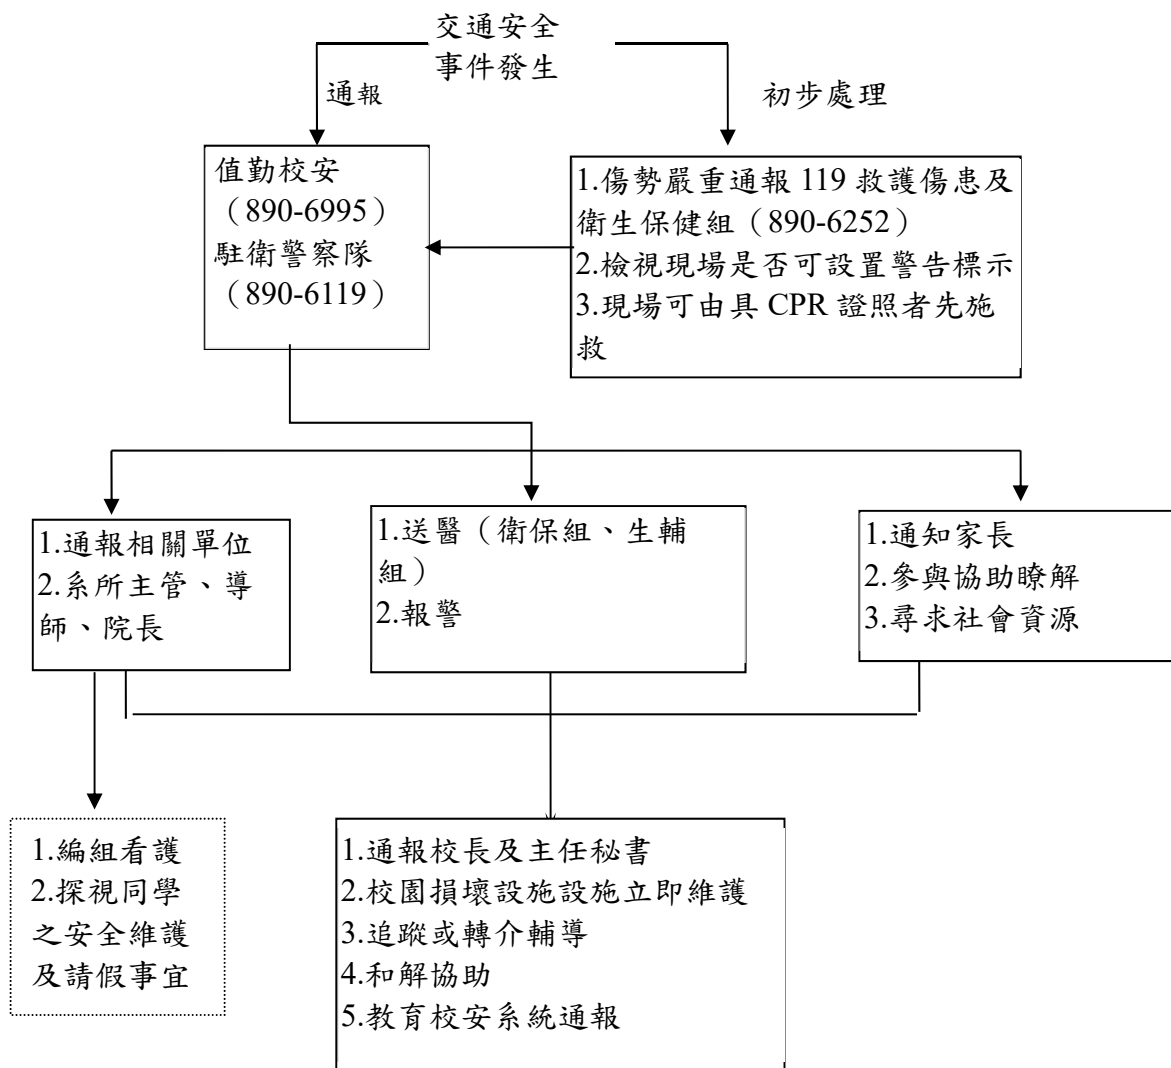 交通安全
事件發生
通報
初步處理
值勤校安
（890-6995）
駐衛警察隊
（890-6119）
1.傷勢嚴重通報 119 救護傷患及
衛生保健組（890-6252）
2.檢視現場是否可設置警告標示
3.現場可由具 CPR 證照者先施
救
1.通報相關單位
2.系所主管、導
師、院長
1.送醫（衛保組、生輔
組）
2.報警
1.通知家長
2.參與協助瞭解
3.尋求社會資源
1.編組看護
2.探視同學
之安全維護
及請假事宜
1.通報校長及主任秘書
2.校園損壞設施設施立即維護
3.追蹤或轉介輔導
4.和解協助
5.教育校安系統通報